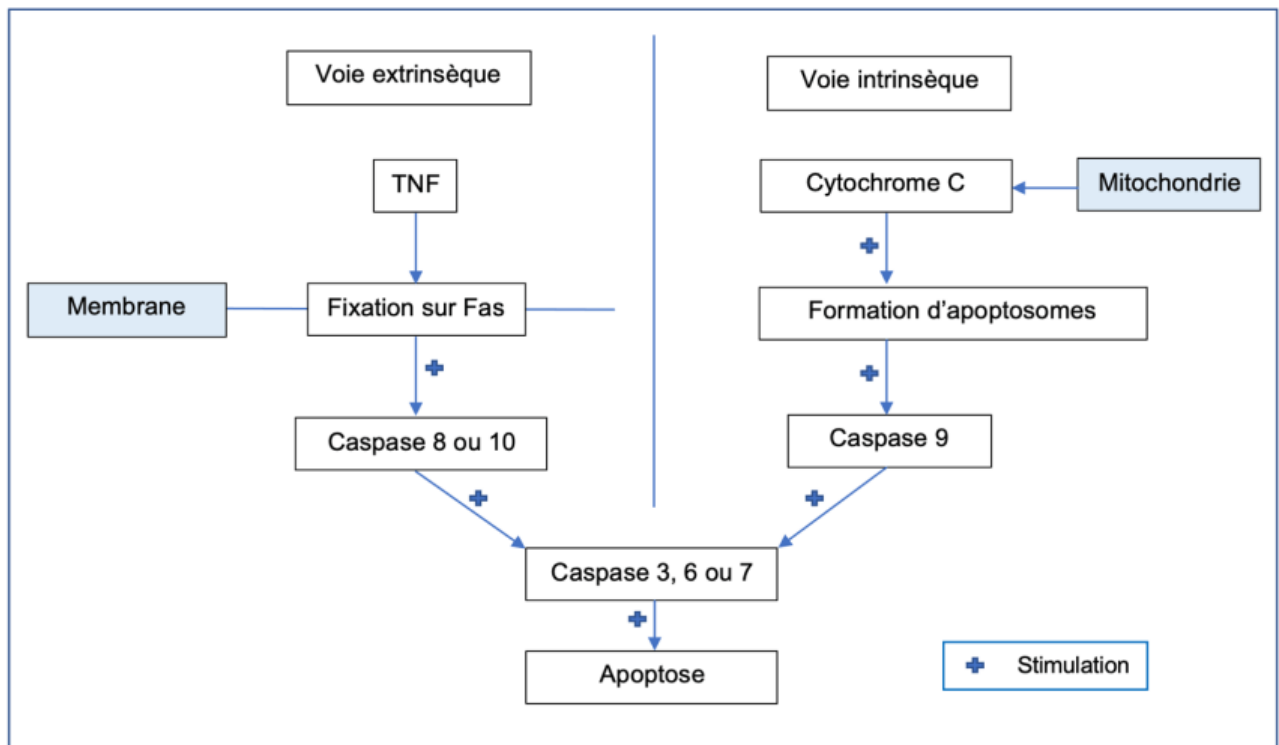 Voie extrinsèque
Voie intrinsèque
TNF
Cytochrome C
Mitochondrie
Membrane
Fixation sur Fas
Formation d’apoptosomes
Caspase 8 ou 10
Caspase 9
Caspase 3, 6 ou 7
Apoptose
Stimulation